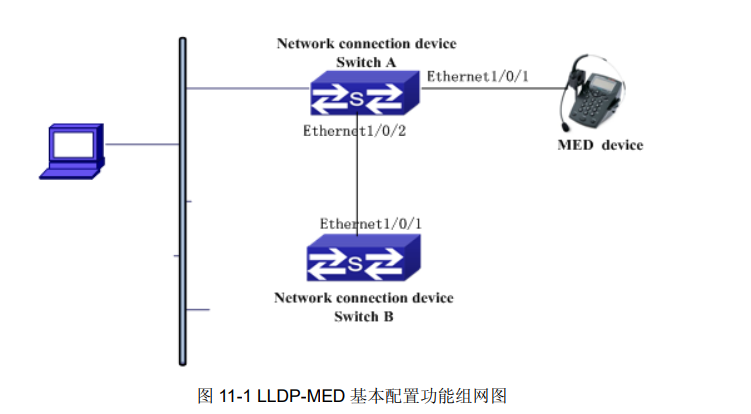 Network connection device
Switch A
Ethernet1/0/1
S
Ethernet1/0/2
MED device
Ethernet1/0/1
S
Network connection device
Switch B
图 11-1 LLDP-MED 基本配置功能组网图